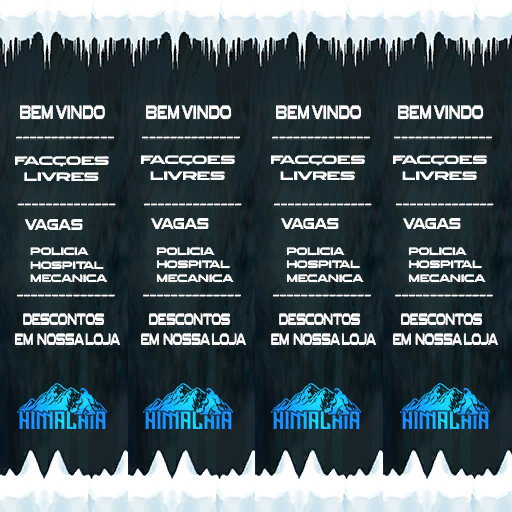 BEM VINDO
BEM VINDO
BEM VINDO
BEM VINDO
FACÇOES
LIVRES
FACÇOES
LIVRES
FACÇOES
LIVRES
FACÇOES
LIVRES
VAGAS
VAGAS
VAGAS
VAGAS
POLICIA
HOSPITAL
MECANICA
POLICIA
HOSPITAL
MECANICA
POLICIA
HOSPITAL
MECANICA
POLICIA
HOSPITAL
MECANICA
DESCONTOS
EM NOSSA LOJA
DESCONTOS
EM NOSSA LOJA
DESCONTOS
EM NOSSA LOJA
DESCONTOS
EM NOSSA LOJA
HIMALAIA
HIMALAIA
HIMALAIA
HIMALAIA